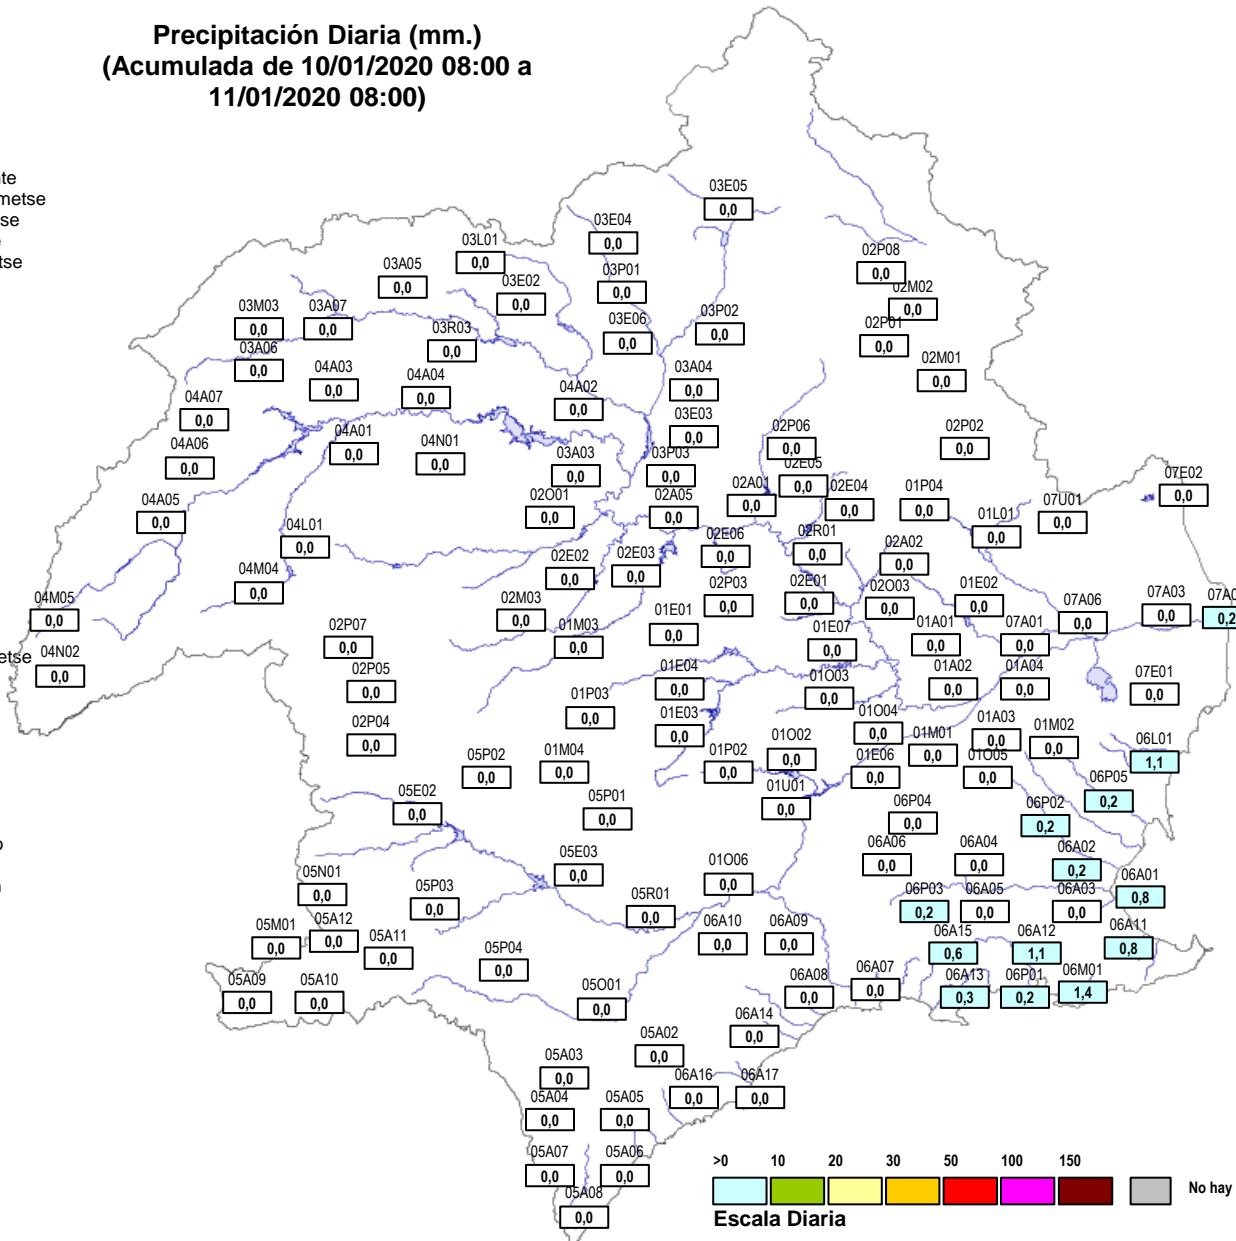 Precipitación Diaria (mm.)
(Acumulada de 10/01/2020 08:00 a
11/01/2020 08:00)
03E05
0,0
03E04
0,0
03L01
0,0
02P08
0,0
03A05
0,0
03P01
0,0
03E02
0,0
02M02
0,0
03M03
0,0
03A07
0,0
03E06
0,0
03P02
0,0
02P01
0,0
03R03
0,0
03A06
0,0
02M01
0,0
04A03
0,0
04A04
0,0
03A04
0,0
04A02
0,0
04A07
0,0
03E03
0,0
04A01
0,0
02P06
0,0
02P02
0,0
04A06
0,0
04N01
0,0
03A03
0,0
03P03
0,0
02E05
0,0
07E02
0,0
02A01
0,0
02E04
0,0
01P04
0,0
04A05
0,0
02O01
0,0
02A05
0,0
07U01
0,0
01L01
0,0
04L01
0,0
02E06
0,0
02R01
0,0
02A02
0,0
02E02
0,0
02E03
0,0
04M04
0,0
02P03
0,0
02E01
0,0
02O03
0,0
01E02
0,0
04M05
0,0
02M03
0,0
07A06
0,0
07A03
0,0
0,2
01E01
0,0
02P07
0,0
01M03
0,0
01E07
0,0
01A01
0,0
07A01
0,0
04N02
0,0
02P05
0,0
01E04
0,0
01O03
0,0
01A02
0,0
01A04
0,0
07E01
0,0
01P03
0,0
02P04
0,0
01E03
0,0
01O04
0,0
01A03
0,0
01M02
0,0
01M01
0,0
06L01
1,1
05P02
0,0
01M04
0,0
01P02
0,0
01O02
0,0
01E06
0,0
01O05
0,0
06P05
0,2
05E02
0,0
05P01
0,0
01U01
0,0
06P04
0,0
06P02
0,2
05E03
0,0
06A06
0,0
06A04
0,0
06A02
0,2
05N01
0,0
01O06
0,0
06A01
0,8
05P03
0,0
05R01
0,0
06P03
0,2
06A05
0,0
06A03
0,0
05M01
0,0
05A12
0,0
05A11
0,0
06A10
0,0
06A09
0,0
06A15
0,6
06A12
1,1
06A11
0,8
05P04
0,0
05A09
0,0
05A10
0,0
05O01
0,0
06A08
0,0
06A07
0,0
06A13
0,3
06P01
0,2
06M01
1,4
05A02
0,0
06A14
0,0
05A03
0,0
06A16
0,0
06A17
0,0
05A04
0,0
05A05
0,0
05A07
0,0
05A06
0,0
05A08
0,0
>0 10 20 30 50 100 150
No hay
Escala Diaria